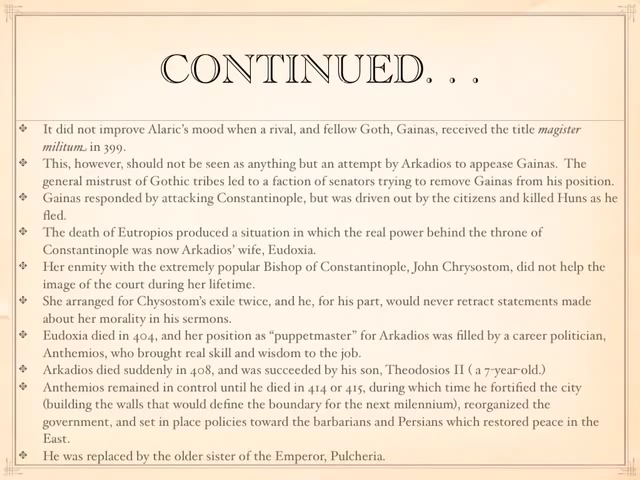 CONTINUED. . .
It did not improve Alaric's mood when a rival, and fellow Goth, Gainas, received the title magister
militum in 399.
This, however, should not be seen as anything but an attempt by Arkadios to appease Gainas. The
general mistrust of Gothic tribes led to a faction of senators trying to remove Gainas from his position.
Gainas responded by attacking Constantinople, but was driven out by the citizens and killed Huns as he
fled.
The death of Eutropios produced a situation in which the real power behind the throne of
Constantinople was now Arkadios' wife, Eudoxia.
Her enmity with the extremely popular Bishop of Constantinople, John Chrysostom, did not help the
image of the court during her lifetime.
She arranged for Chysostom's exile twice, and he, for his part, would never retract statements made
about her morality in his sermons.
Eudoxia died in 404, and her position as "puppetmaster" for Arkadios was filled by a career politician,
Anthemios, who brought real skill and wisdom to the job.
Arkadios died suddenly in 408, and was succeeded by his son, Theodosios II ( a 7-year-old.)
Anthemios remained in control until he died in 414 or 415, during which time he fortified the city
(building the walls that would define the boundary for the next milennium), reorganized the
government, and set in place policies toward the barbarians and Persians which restored peace in the
East.
He was replaced by the older sister of the Emperor, Pulcheria.